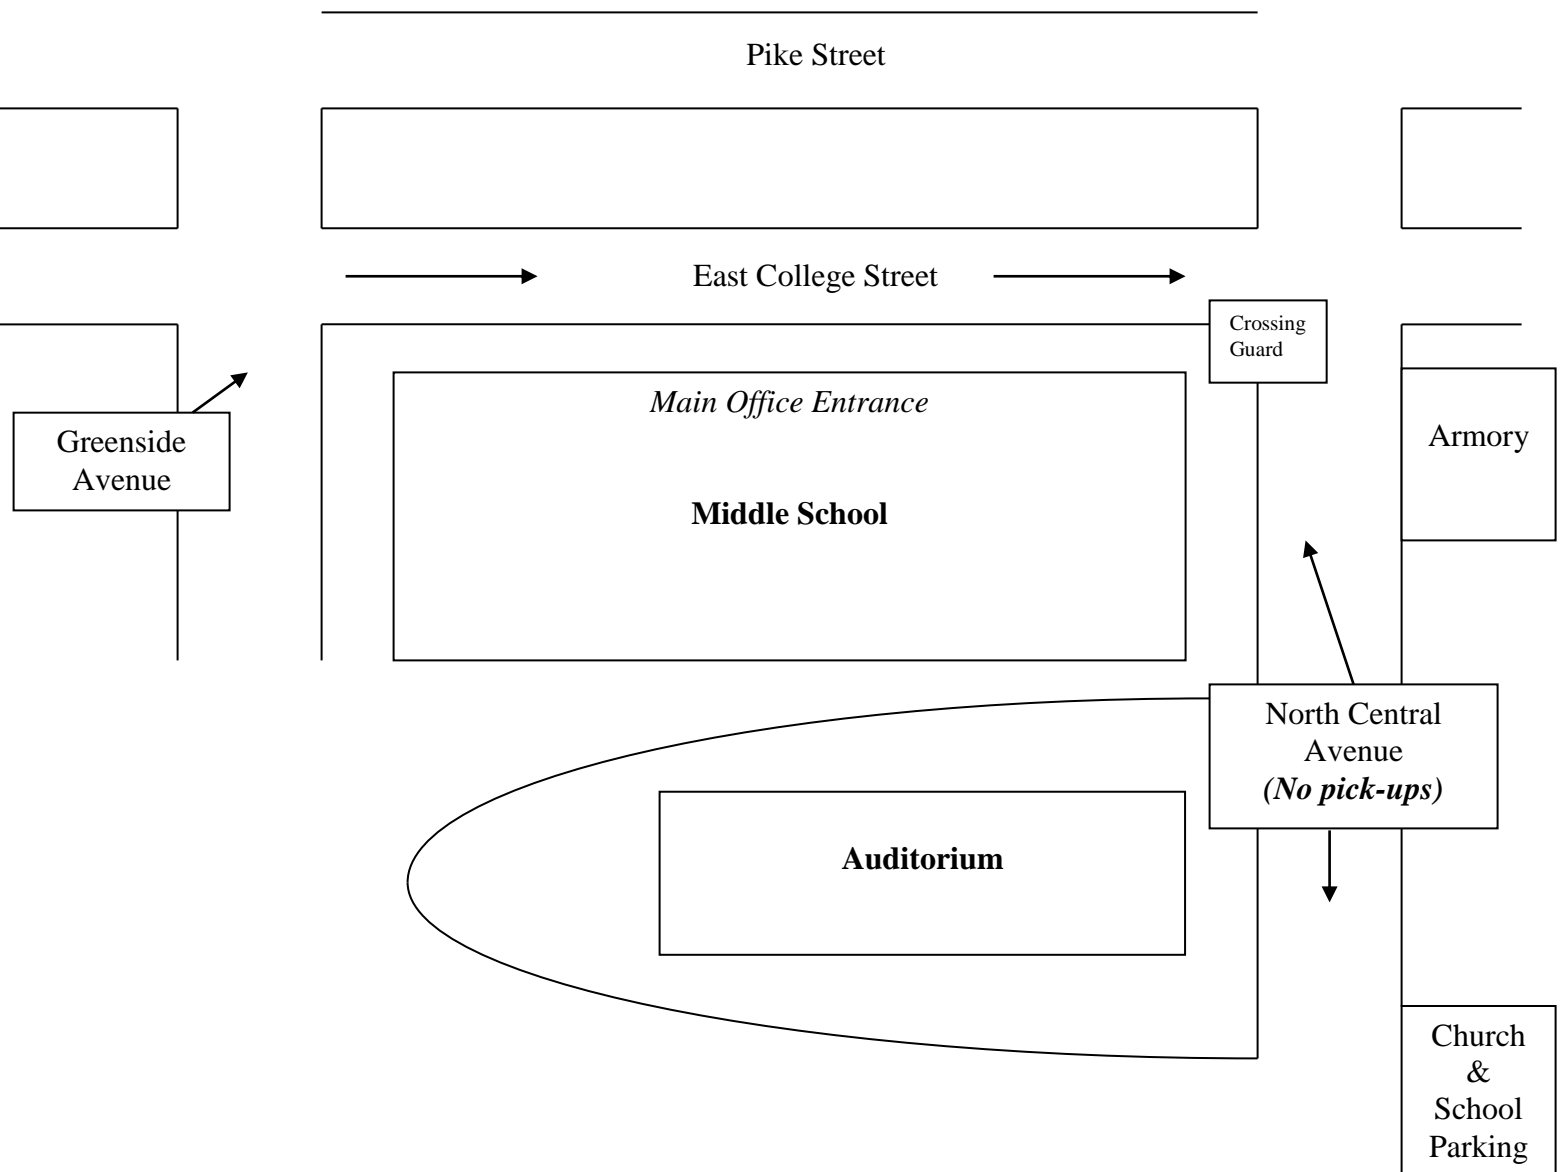 Pike Street
East College Street
Crossing
Guard
Main Office Entrance
Greenside
Avenue
Armory
Middle School
North Central
Avenue
(No pick-ups)
Auditorium
Church
&
School
Parking